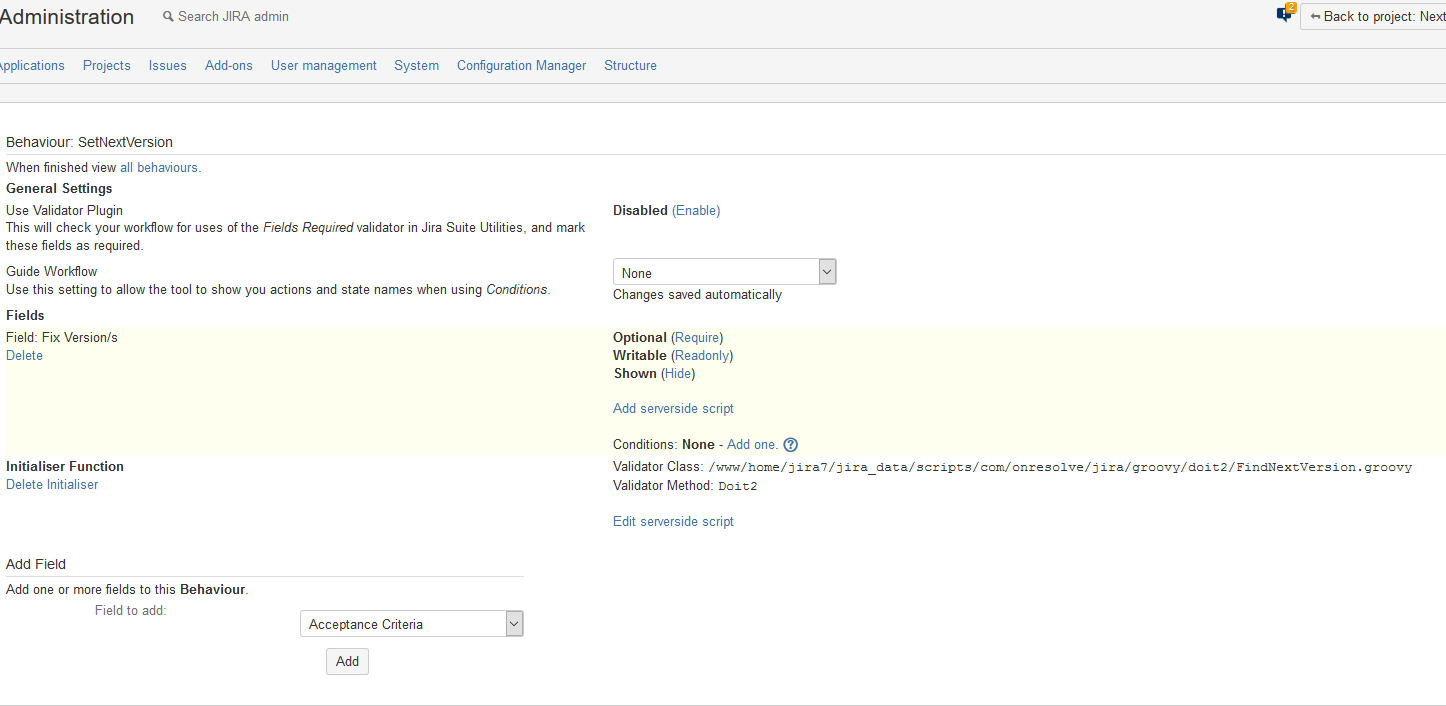 Administration
Search JIRA admin
2
Back to project: Next
Applications Projects Issues Add-ons User management System Configuration Manager Structure
Behaviour: SetNextVersion
When finished view all behaviours.
General Settings
Use Validator Plugin
This will check your workflow for uses of the Fields Required validator in Jira Suite Utilities, and mark
these fields as required.
Disabled (Enable)
Guide Workflow
Use this setting to allow the tool to show you actions and state names when using Conditions.
None
Changes saved automatically
Fields
Field: Fix Version/s
Delete
Optional (Require)
Writable (Readonly)
Shown (Hide)
Add serverside script
Conditions: None - Add one. ?
Initialiser Function
Delete Initialiser
Validator Class: /www/home/jira7/jira_data/scripts/com/onresolve/jira/groovy/doit2/FindNextVersion.groovy
Validator Method: Doit2
Edit serverside script
Add Field
Add one or more fields to this Behaviour.
Field to add:
Acceptance Criteria
Add